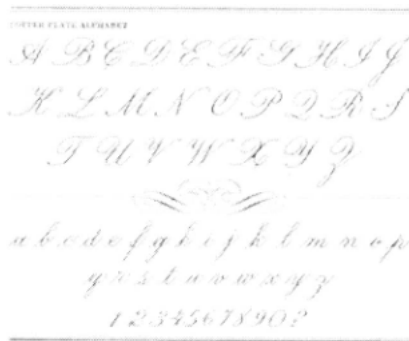 COPPER PLATE ALPHABET
A B C D E F G H I J
K L M N O P Q R S
T U V W X Y Z
a b c d e f g h i j k l m n o p
q r s t u v w x y z
1 2 3 4 5 6 7 8 9 0 ?